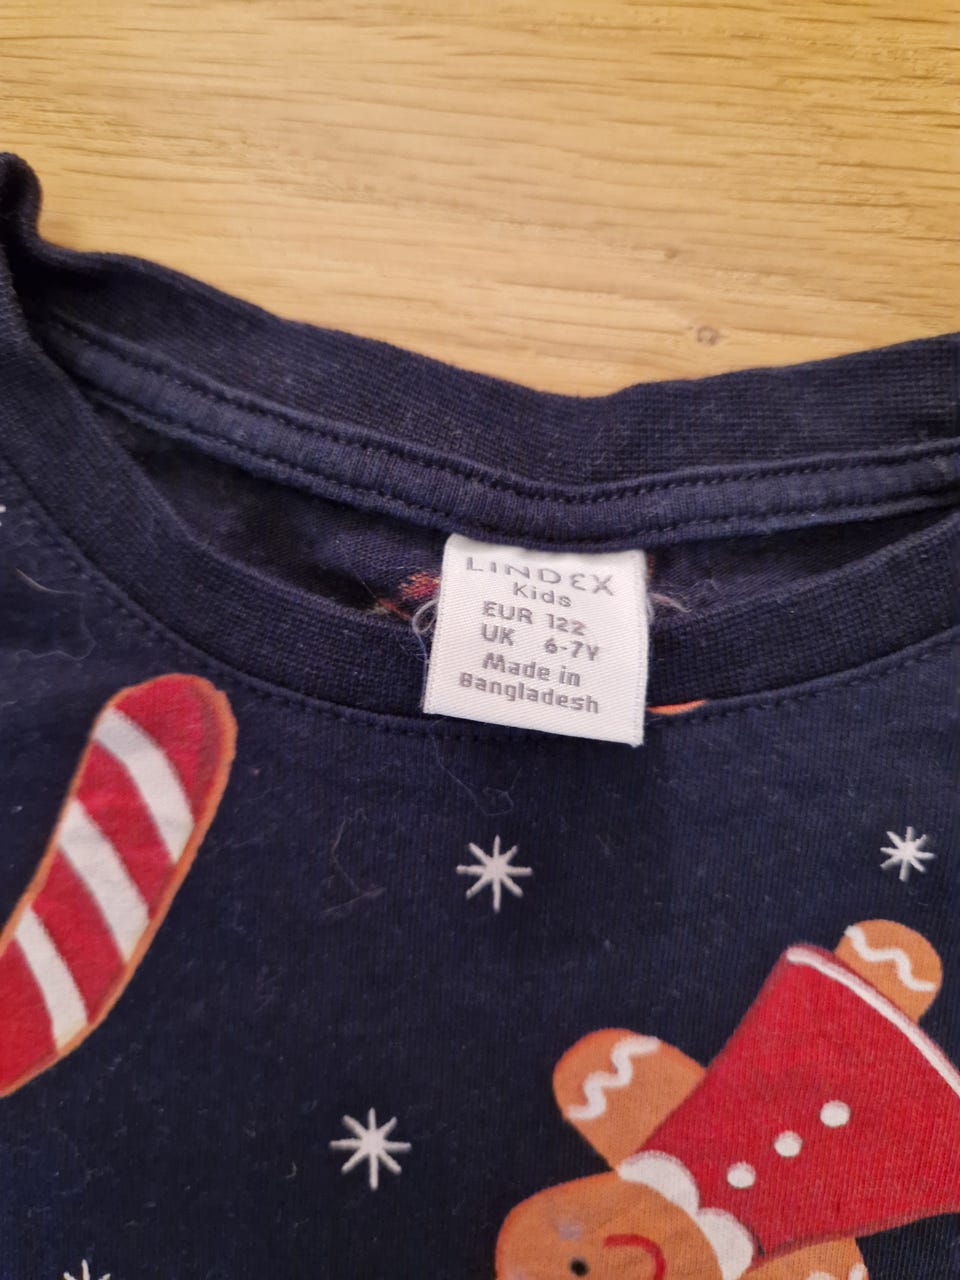 LINDEX
Kids
EUR 122
UK 6-7Y
Made in
Bangladesh